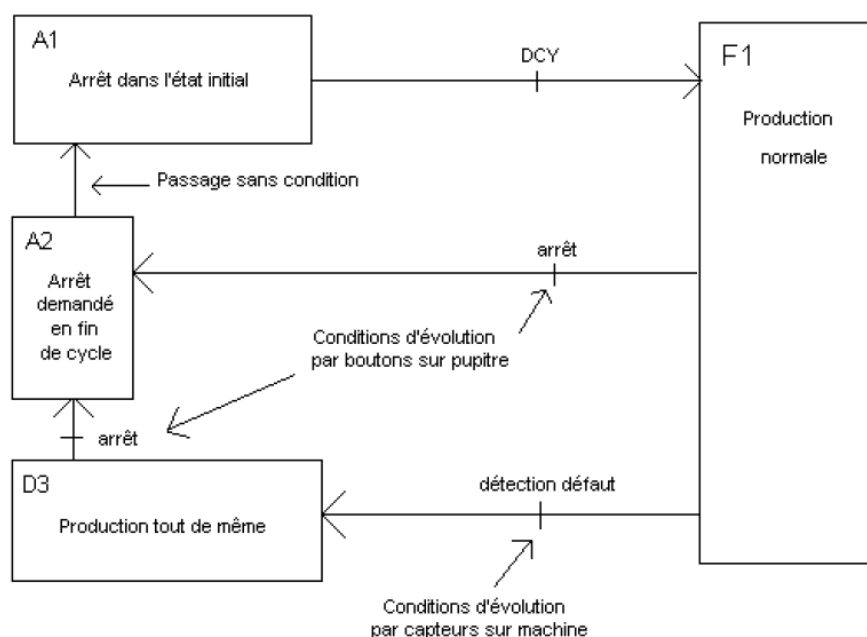 A1
Arrêt dans l'état initial
DCY
F1
Production
normale
Passage sans condition
A2
Arrêt
demandé
en fin
de cycle
arrêt
Conditions d'évolution
par boutons sur pupitre
arrêt
D3
Production tout de même
détection défaut
Conditions d'évolution
par capteurs sur machine